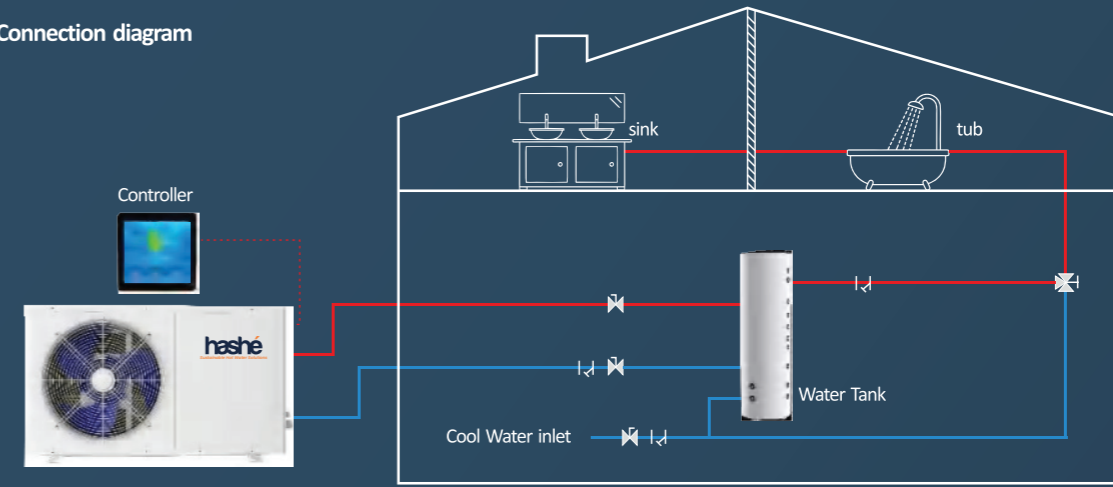 Connection diagram
sink
tub
Controller
hashé
Water Tank
Cool Water inlet